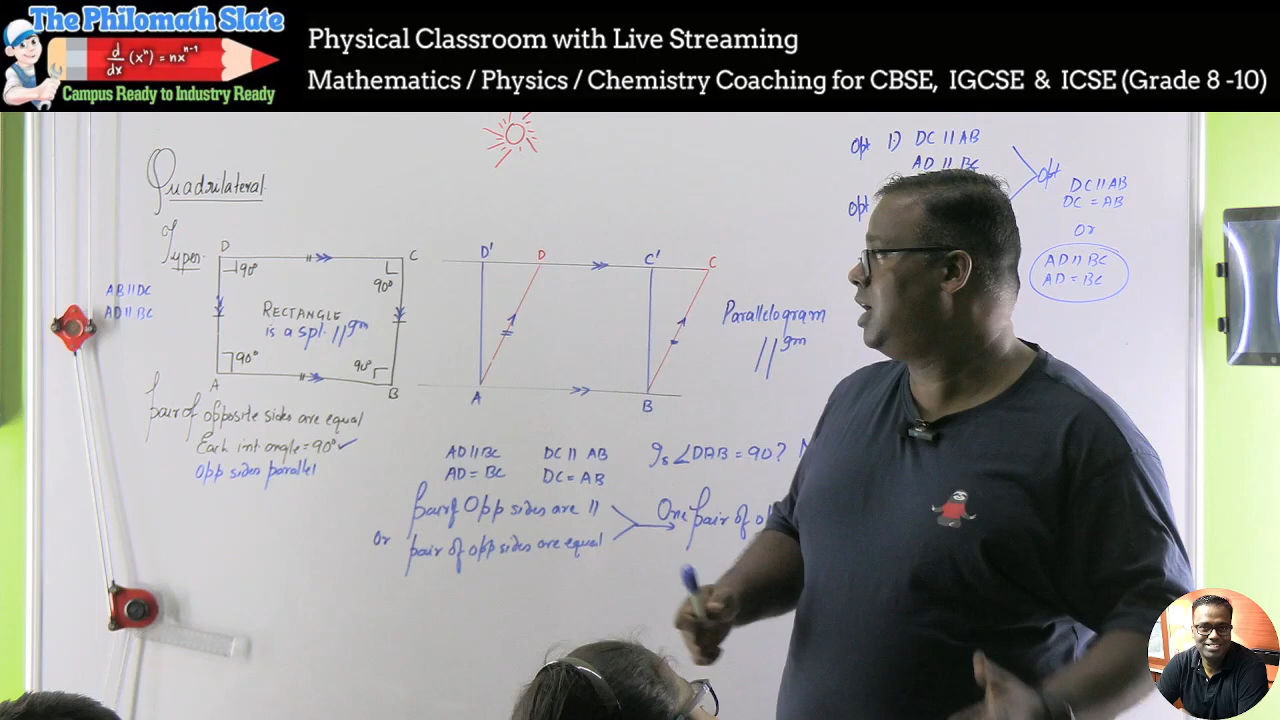 The Philomath Slate
d/dx (xⁿ) = nxⁿ⁻¹
Campus Ready to Industry Ready
Physical Classroom with Live Streaming
Mathematics / Physics / Chemistry Coaching for CBSE, IGCSE & ICSE (Grade 8 -10)
Quadrilateral
Types
AB||DC
AD||BC
D
C
90°
90°
RECTANGLE
is a spl. ||gm
90°
90°
A
B
pair of opposite sides are equal
Each int angle = 90° ✓
Opp sides parallel
D'
D
C'
C
A
B
Parallelogram
||gm
AD||BC DC || AB
AD = BC DC = AB
Is ∠DAB = 90?
pair of Opp sides are ||
Or pair of opp sides are equal
One pair of
Opt 1) DC || AB
AD || BC
Opt
Opt
DC||AB
DC = AB
Or
AD || BC
AD = BC